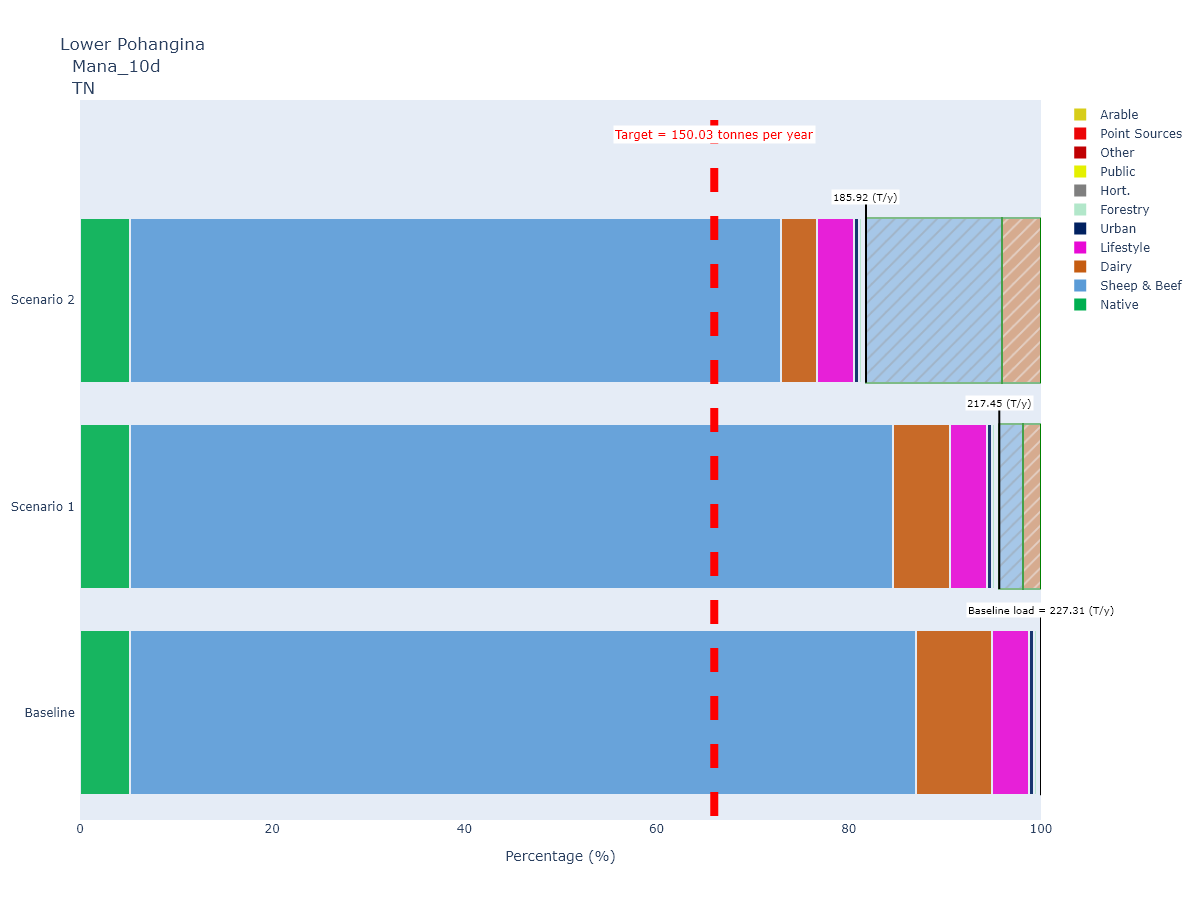 Lower Pohangina
Mana_10d
TN
Target = 150.03 tonnes per year
185.92 (T/y)
Scenario 2
217.45 (T/y)
Scenario 1
Baseline load = 227.31 (T/y)
Baseline
0 20 40 60 80 100
Percentage (%)
Arable
Point Sources
Other
Public
Hort.
Forestry
Urban
Lifestyle
Dairy
Sheep & Beef
Native